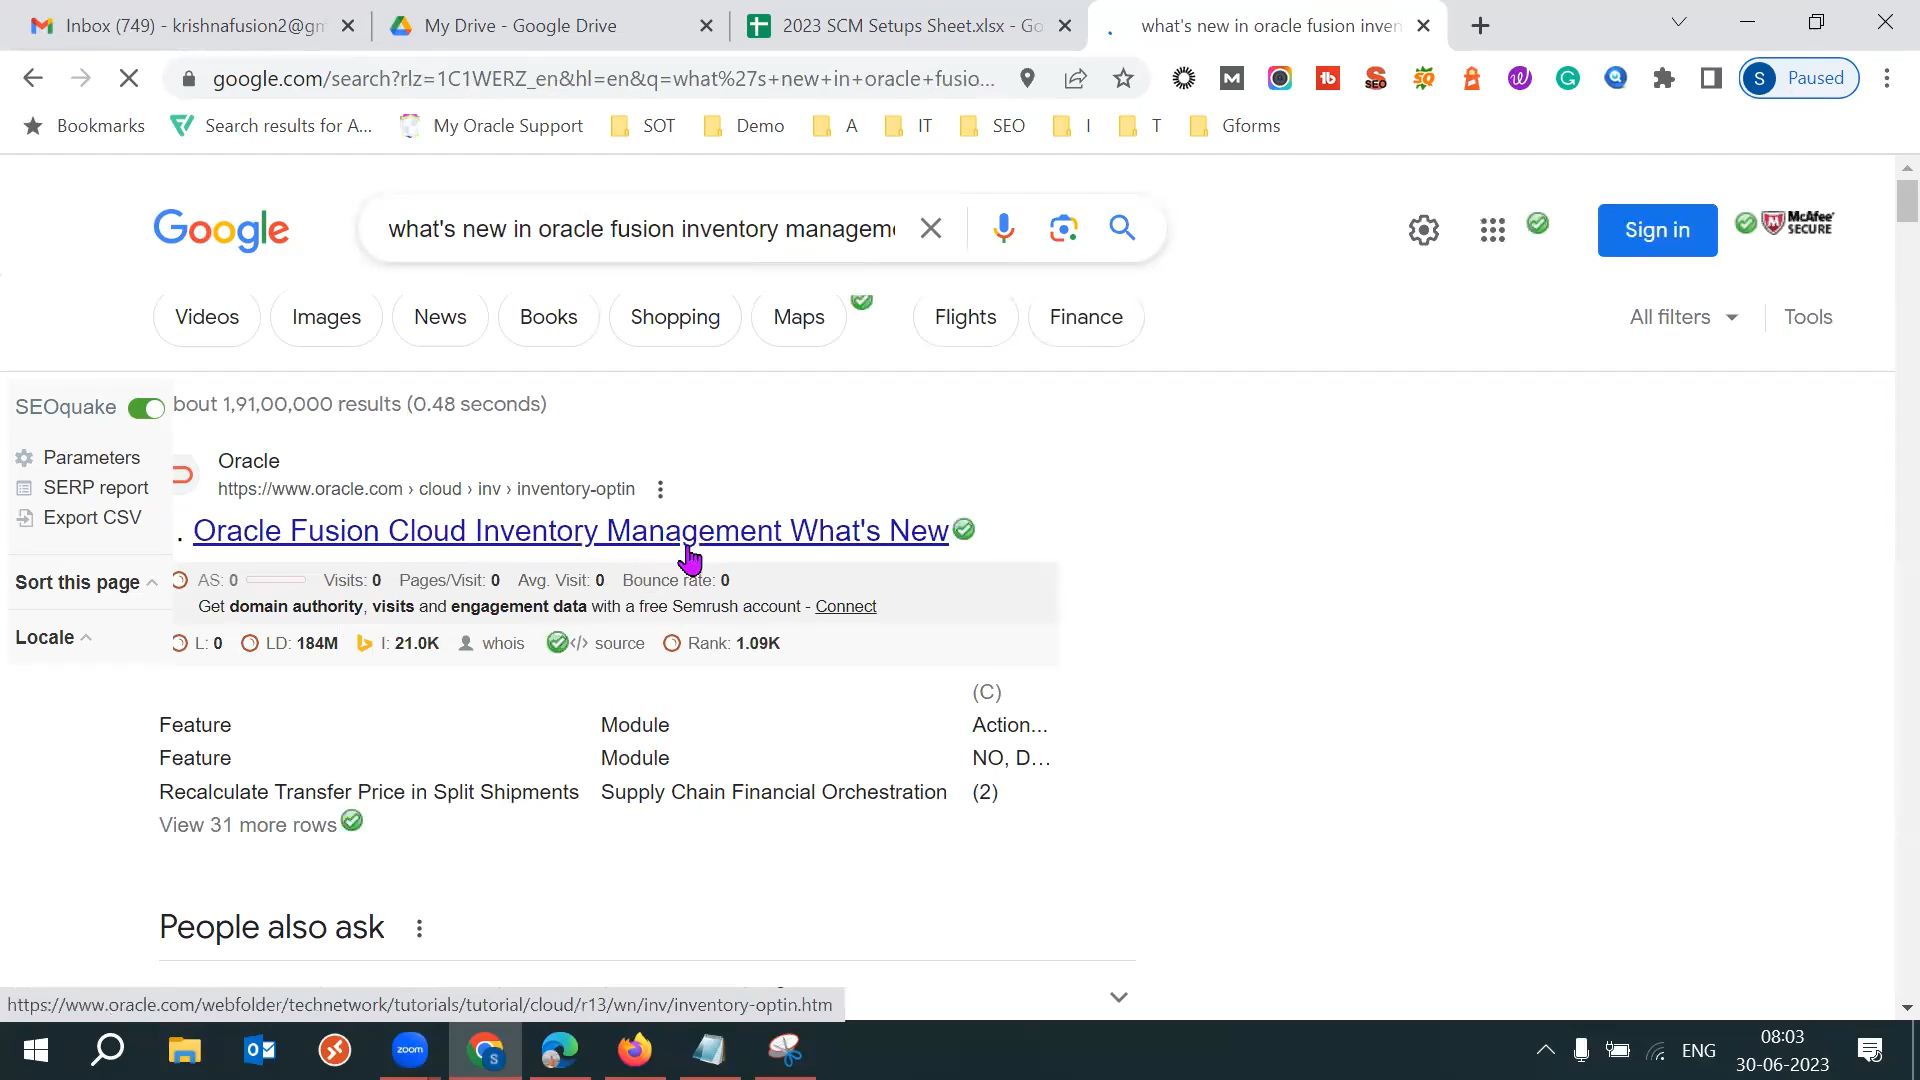 Inbox (749) - krishnafusion2@gm
My Drive - Google Drive
2023 SCM Setups Sheet.xlsx - Go
what's new in oracle fusion inven
google.com/search?rlz=1C1WERZ_en&hl=en&q=what%27s+new+in+oracle+fusio...
S Paused
Bookmarks
Search results for A...
My Oracle Support
SOT
Demo
A
IT
SEO
I
T
Gforms
Google
what's new in oracle fusion inventory managem
Sign in
McAfee SECURE
Videos
Images
News
Books
Shopping
Maps
Flights
Finance
All filters
Tools
SEOquake
bout 1,91,00,000 results (0.48 seconds)
Parameters
SERP report
Export CSV
Sort this page
Locale
Oracle
https://www.oracle.com › cloud › inv › inventory-optin
. Oracle Fusion Cloud Inventory Management What's New
AS: 0 Visits: 0 Pages/Visit: 0 Avg. Visit: 0 Bounce rate: 0
Get domain authority, visits and engagement data with a free Semrush account - Connect
L: 0 LD: 184M I: 21.0K whois </> source Rank: 1.09K
(C)
Feature Module Action...
Feature Module NO, D...
Recalculate Transfer Price in Split Shipments Supply Chain Financial Orchestration (2)
View 31 more rows
People also ask
https://www.oracle.com/webfolder/technetwork/tutorials/tutorial/cloud/r13/wn/inv/inventory-optin.htm
zoom
S
ENG
08:03
30-06-2023